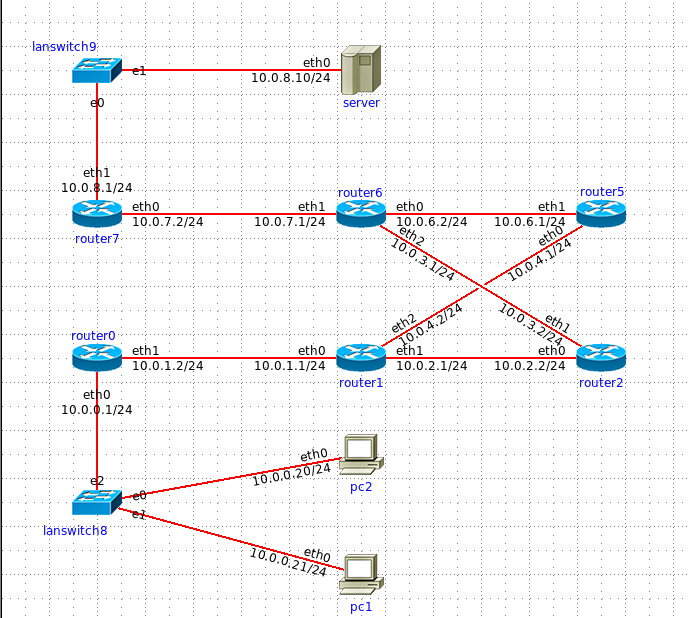 lanswitch9
e1
eth0
10.0.8.10/24
server
e0
eth1
10.0.8.1/24
router7
eth0
10.0.7.2/24
eth1
10.0.7.1/24
router6
eth0
10.0.6.2/24
eth1
10.0.6.1/24
router5
eth2
10.0.3.1/24
eth0
10.0.4.1/24
eth2
10.0.4.2/24
eth1
10.0.3.2/24
router0
eth1
10.0.1.2/24
eth0
10.0.1.1/24
router1
eth1
10.0.2.1/24
eth0
10.0.2.2/24
router2
eth0
10.0.0.1/24
e2
e0
e1
lanswitch8
eth0
10.0.0.20/24
pc2
eth0
10.0.0.21/24
pc1